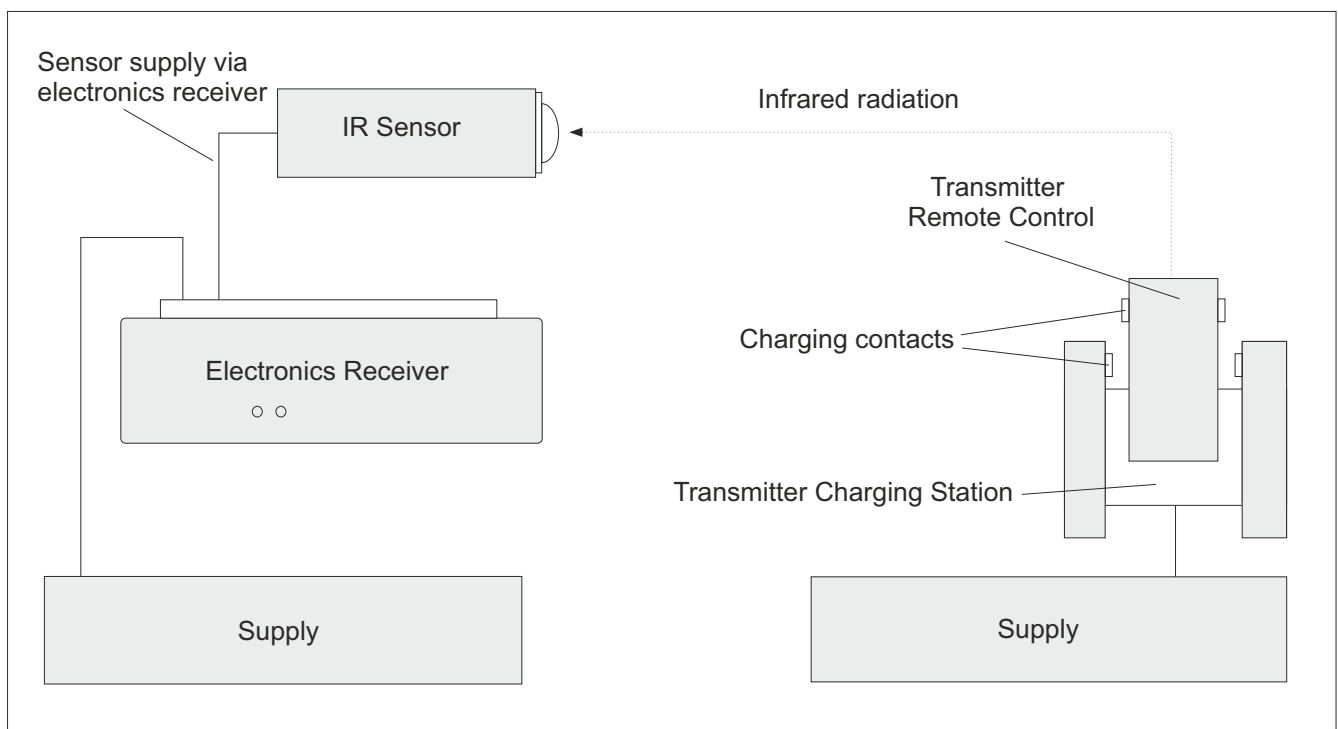 Sensor supply via
electronics receiver
IR Sensor
Infrared radiation
Transmitter
Remote Control
Charging contacts
Electronics Receiver
Transmitter Charging Station
Supply
Supply